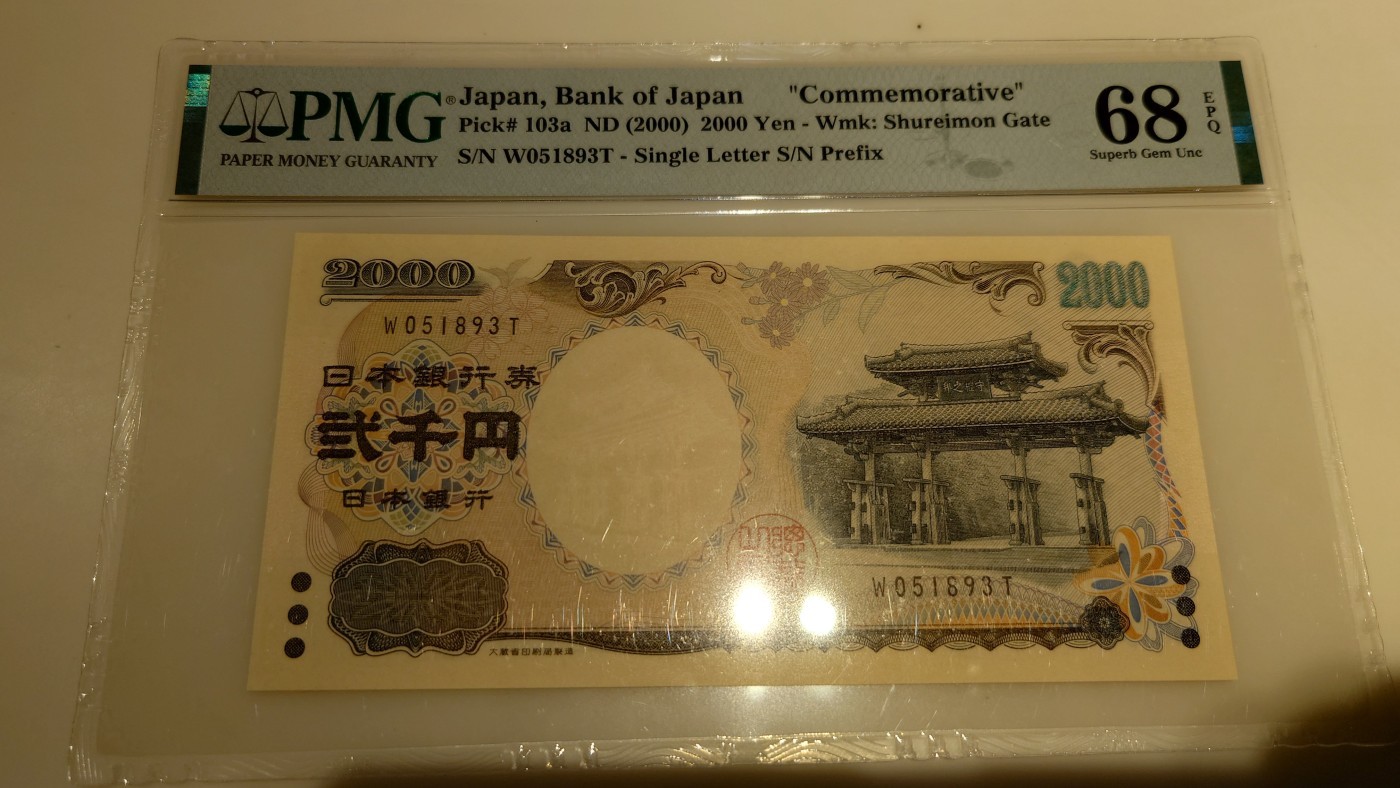 PMG®
PAPER MONEY GUARANTY
Japan, Bank of Japan "Commemorative"
Pick# 103a ND (2000) 2000 Yen - Wmk: Shureimon Gate
S/N W051893T - Single Letter S/N Prefix
68
EPQ
Superb Gem Unc
2000
2000
W051893T
日本銀行券
弐千円
日本銀行
W051893T
大蔵省印刷局製造